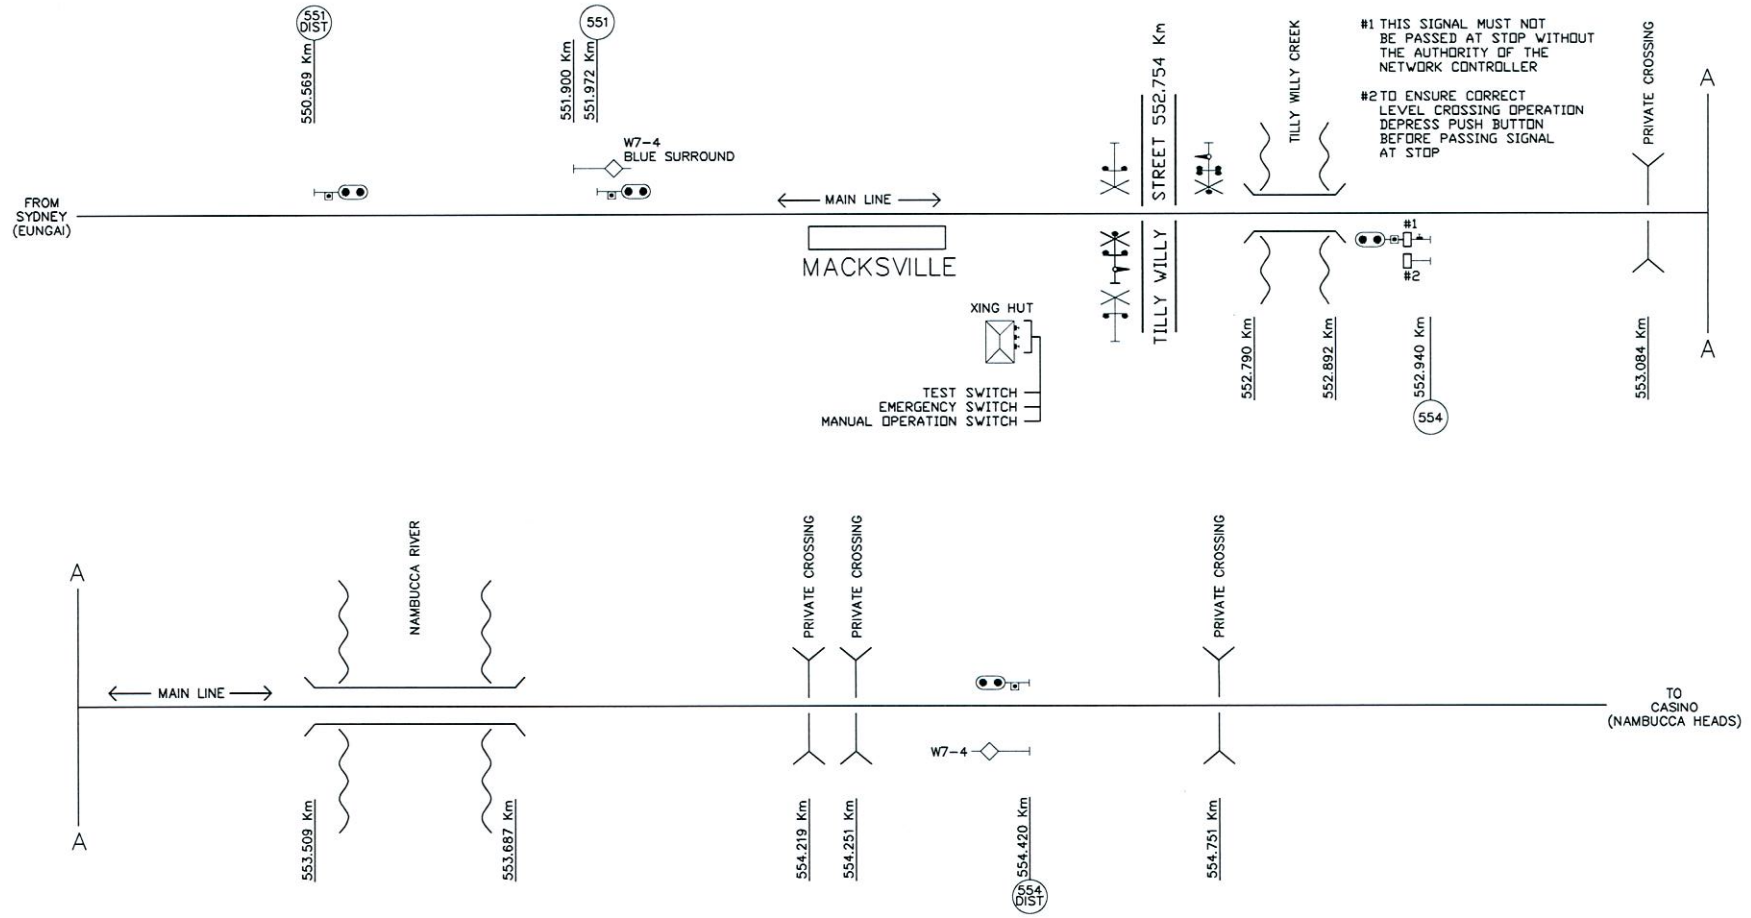 551
DIST
550.569 Km
551
551.900 Km
551.972 Km
W7-4
BLUE SURROUND
FROM
SYDNEY
(EUNGAI)
MAIN LINE
MACKSVILLE
XING HUT
TEST SWITCH
EMERGENCY SWITCH
MANUAL OPERATION SWITCH
TILLY WILLY STREET 552.754 Km
TILLY WILLY CREEK
#1 THIS SIGNAL MUST NOT
BE PASSED AT STOP WITHOUT
THE AUTHORITY OF THE
NETWORK CONTROLLER
#2 TO ENSURE CORRECT
LEVEL CROSSING OPERATION
DEPRESS PUSH BUTTON
BEFORE PASSING SIGNAL
AT STOP
PRIVATE CROSSING
A
#1
#2
552.790 Km
552.892 Km
552.940 Km
554
553.084 Km
A
A
NAMBUCCA RIVER
MAIN LINE
553.509 Km
553.687 Km
A
PRIVATE CROSSING
PRIVATE CROSSING
554.219 Km
554.251 Km
W7-4
554.420 Km
554
DIST
PRIVATE CROSSING
554.751 Km
TO
CASINO
(NAMBUCCA HEADS)